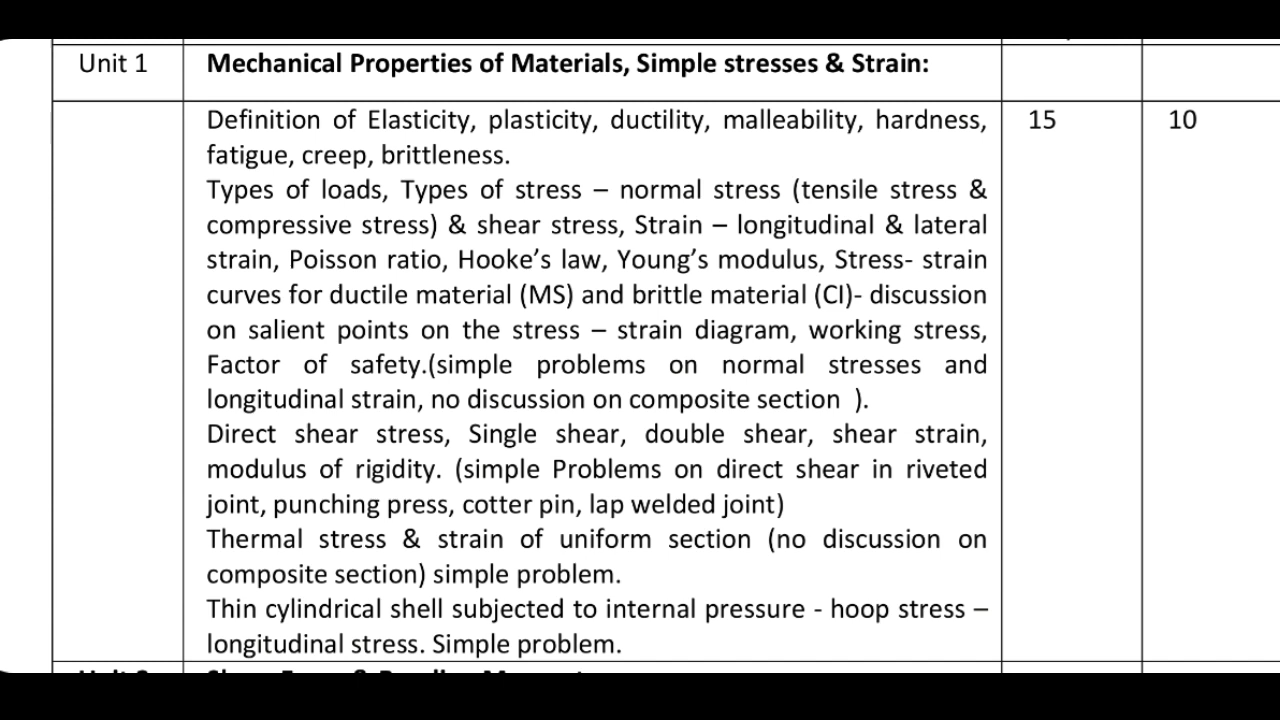 Unit 1
Mechanical Properties of Materials, Simple stresses & Strain:
Definition of Elasticity, plasticity, ductility, malleability, hardness,
15
10
fatigue, creep, brittleness.
Types of loads, Types of stress – normal stress (tensile stress &
compressive stress) & shear stress, Strain – longitudinal & lateral
strain, Poisson ratio, Hooke’s law, Young’s modulus, Stress- strain
curves for ductile material (MS) and brittle material (CI)- discussion
on salient points on the stress – strain diagram, working stress,
Factor of safety.(simple problems on normal stresses and
longitudinal strain, no discussion on composite section ).
Direct shear stress, Single shear, double shear, shear strain,
modulus of rigidity. (simple Problems on direct shear in riveted
joint, punching press, cotter pin, lap welded joint)
Thermal stress & strain of uniform section (no discussion on
composite section) simple problem.
Thin cylindrical shell subjected to internal pressure - hoop stress –
longitudinal stress. Simple problem.